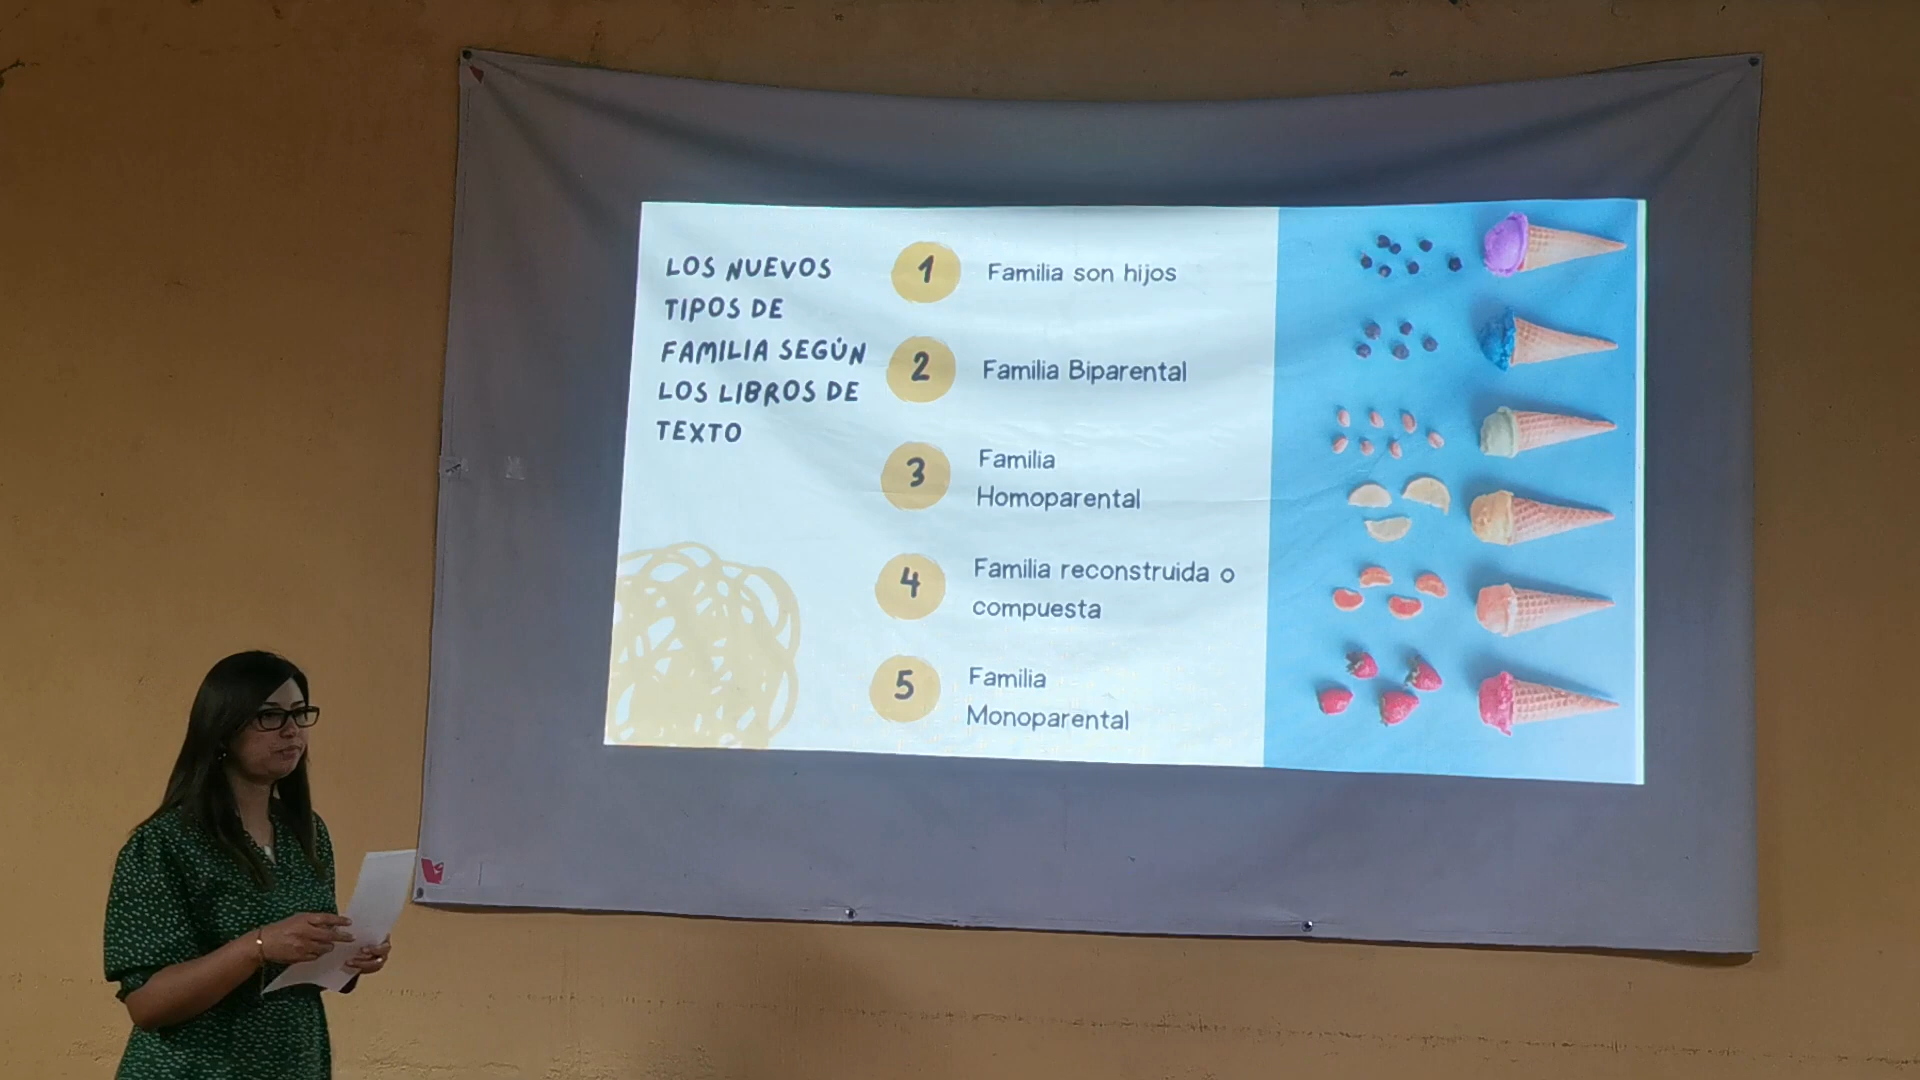 LOS NUEVOS
TIPOS DE
FAMILIA SEGÚN
LOS LIBROS DE
TEXTO
1 Familia son hijos
2 Familia Biparental
3 Familia
Homoparental
4 Familia reconstruida o
compuesta
5 Familia
Monoparental